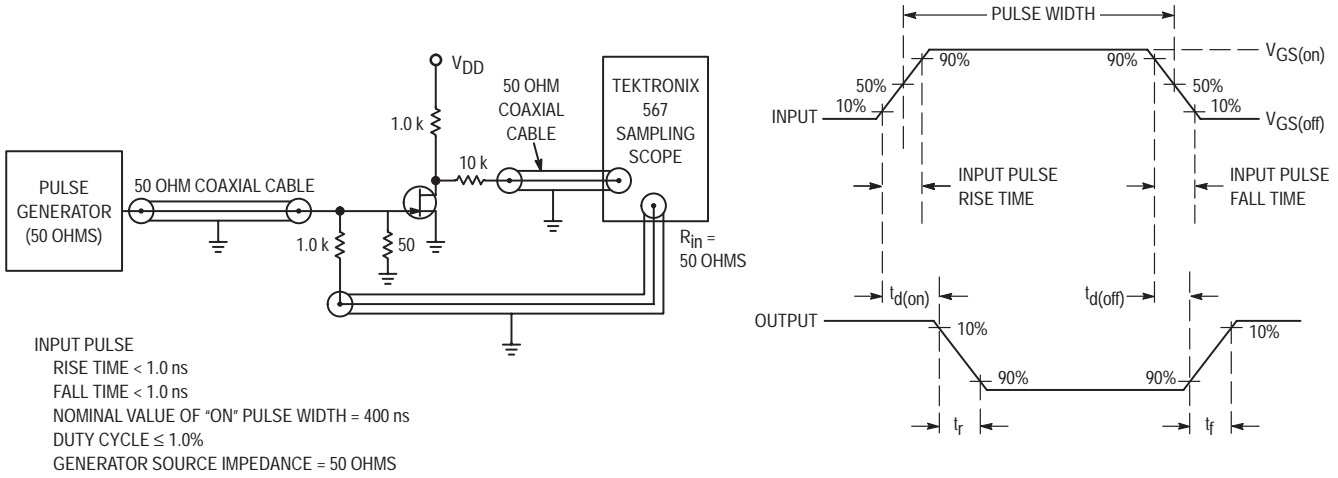 V_DD
1.0 k
50 OHM
COAXIAL
CABLE
TEKTRONIX
567
SAMPLING
SCOPE
10 k
PULSE
GENERATOR
(50 OHMS)
50 OHM COAXIAL CABLE
1.0 k
50
R_in =
50 OHMS
INPUT PULSE
RISE TIME < 1.0 ns
FALL TIME < 1.0 ns
NOMINAL VALUE OF “ON” PULSE WIDTH = 400 ns
DUTY CYCLE ≤ 1.0%
GENERATOR SOURCE IMPEDANCE = 50 OHMS
PULSE WIDTH
V_GS(on)
90%
90%
50%
50%
10%
10%
INPUT
V_GS(off)
INPUT PULSE
RISE TIME
INPUT PULSE
FALL TIME
t_d(on)
t_d(off)
OUTPUT
10%
10%
90%
90%
t_r
t_f